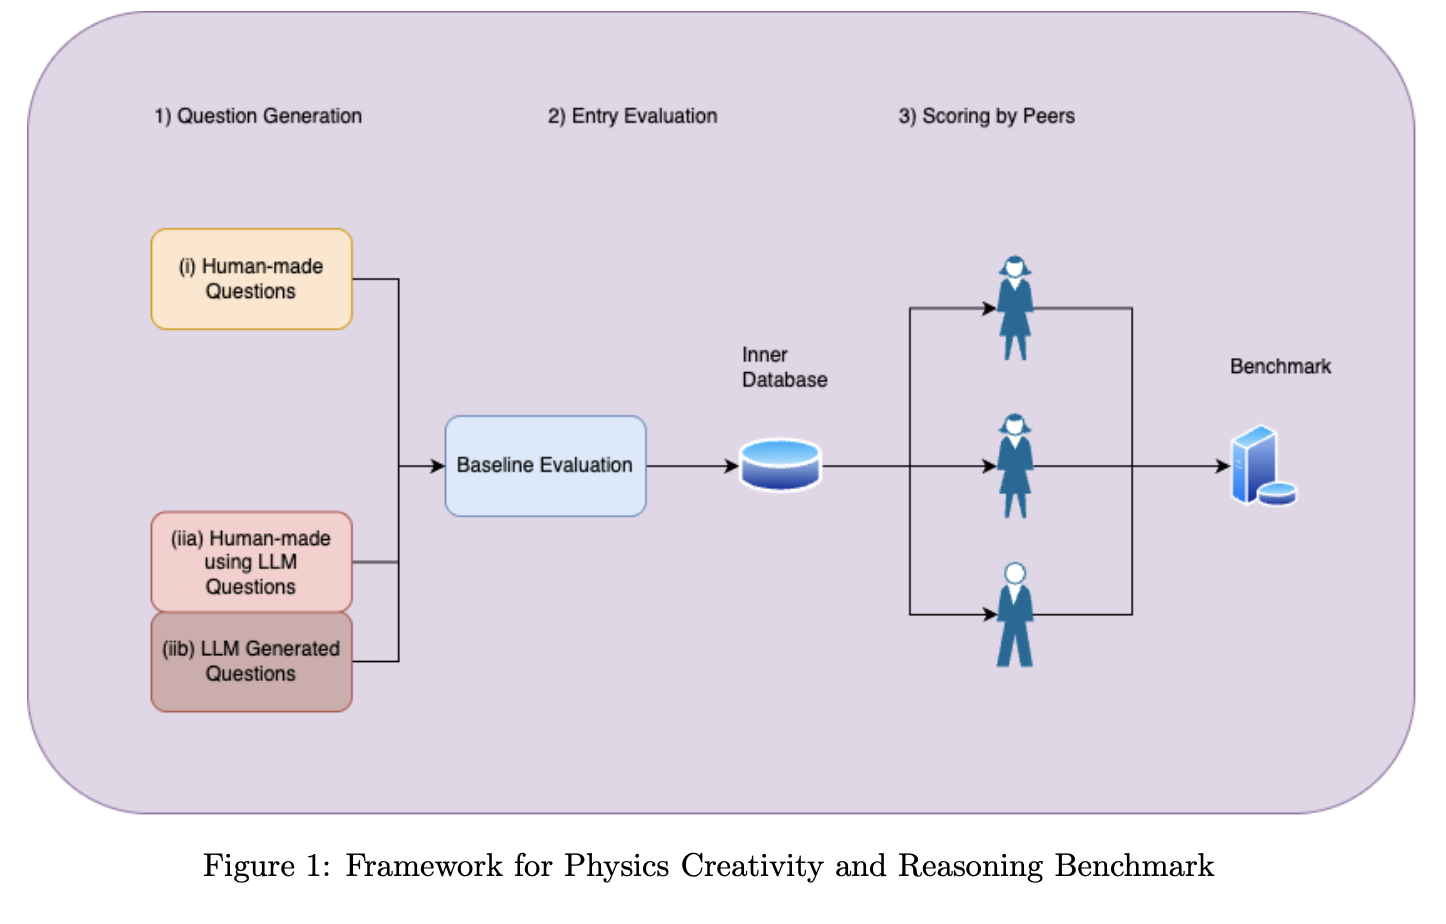 1) Question Generation
2) Entry Evaluation
3) Scoring by Peers
(i) Human-made
Questions
(iia) Human-made
using LLM
Questions
(iib) LLM Generated
Questions
Baseline Evaluation
Inner
Database
Benchmark
Figure 1: Framework for Physics Creativity and Reasoning Benchmark